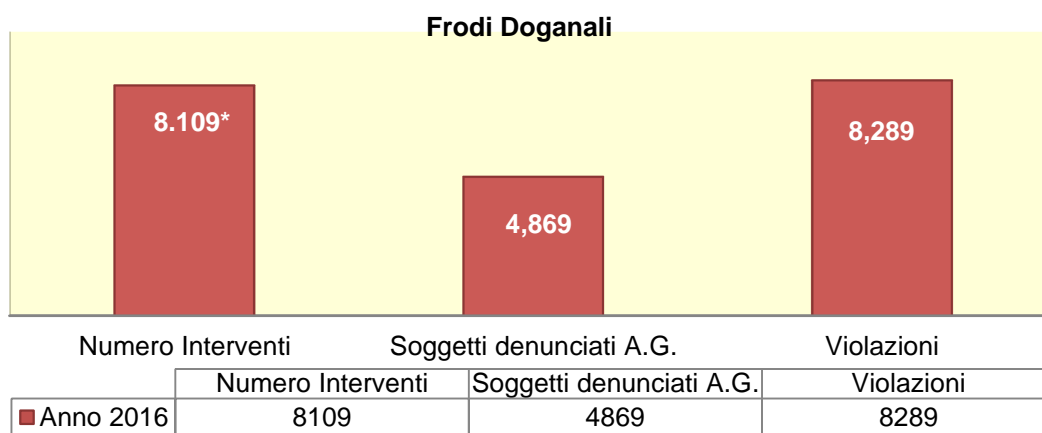 Frodi Doganali
8.109*
4,869
8,289
Numero Interventi Soggetti denunciati A.G. Violazioni
Numero Interventi Soggetti denunciati A.G. Violazioni
Anno 2016 8109 4869 8289